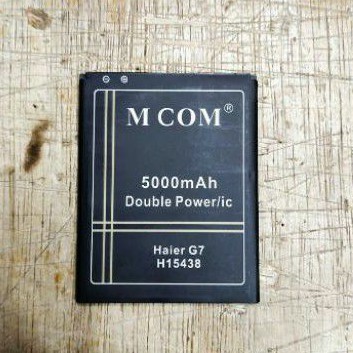 M COM®
5000mAh
Double Power/ic
Haier G7
H15438